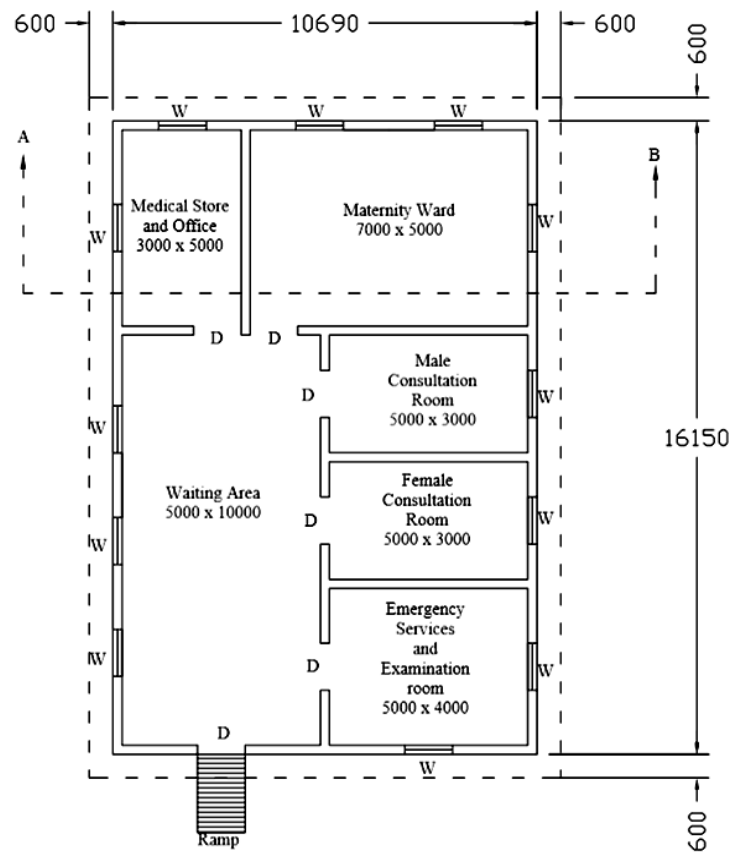 600
10690
600
600
W
W
W
A
B
Medical Store
and Office
3000 x 5000
Maternity Ward
7000 x 5000
W
W
D
D
Male
Consultation
Room
5000 x 3000
D
W
W
16150
Female
Consultation
Room
5000 x 3000
Waiting Area
5000 x 10000
D
W
W
Emergency
Services
and
Examination
room
5000 x 4000
D
W
W
D
W
Ramp
600